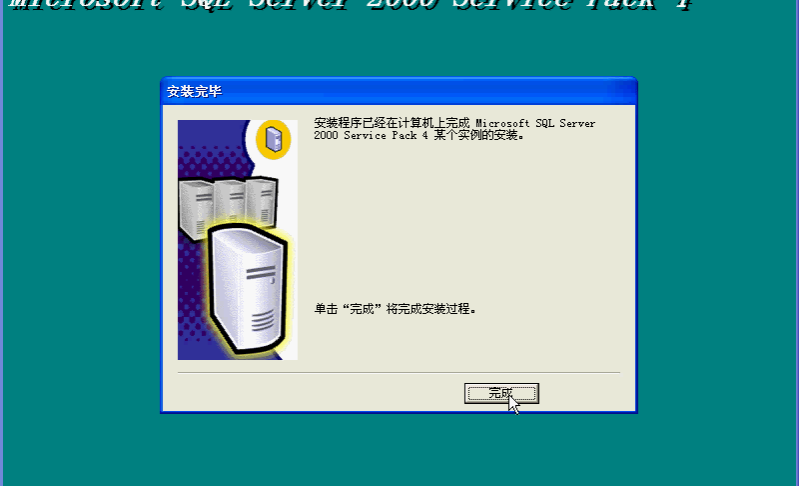 Microsoft SQL Server 2000 Service Pack 4
安装完毕
安装程序已经在计算机上完成 Microsoft SQL Server
2000 Service Pack 4 某个实例的安装。
单击“完成”将完成安装过程。
完成